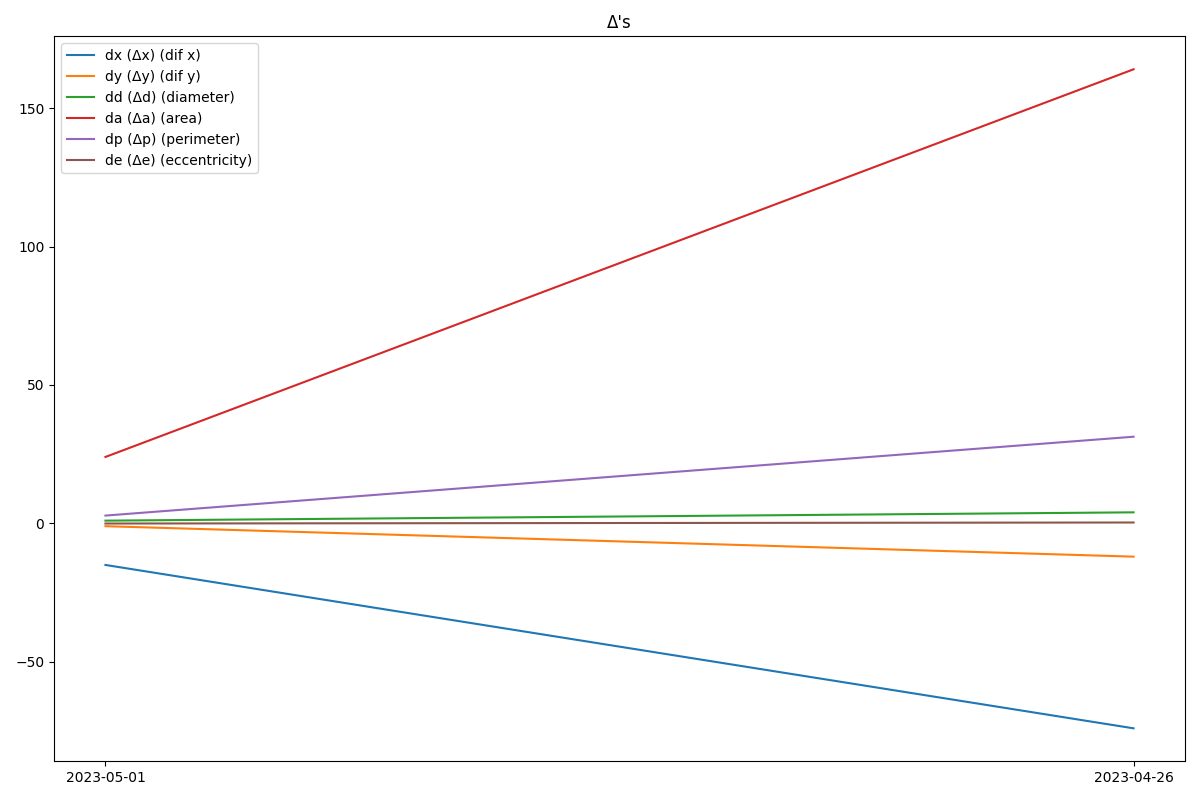 Δ's
dx (Δx) (dif x)
dy (Δy) (dif y)
dd (Δd) (diameter)
da (Δa) (area)
dp (Δp) (perimeter)
de (Δe) (eccentricity)
150
100
50
0
−50
2023-05-01
2023-04-26